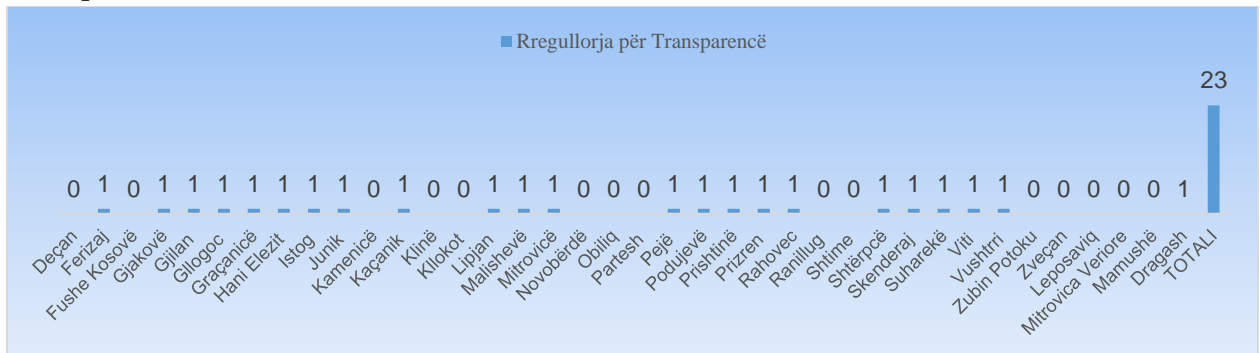 Rregullorja për Transparencë
23
0 1 0 1 1 1 1 1 1 1 0 1 0 0 1 1 1 0 0 0 1 1 1 1 1 0 0 1 1 1 1 1 0 0 0 0 0 1
Deçan
Ferizaj
Fushe Kosovë
Gjakovë
Gjilan
Gllogoc
Graçanicë
Hani Elezit
Istog
Junik
Kamenicë
Kaçanik
Klinë
Kllokot
Lipjan
Malishevë
Mitrovicë
Novobërdë
Obiliq
Partesh
Pejë
Podujevë
Prishtinë
Prizren
Rahovec
Ranillug
Shtime
Shtërpcë
Skenderaj
Suharekë
Viti
Vushtrri
Zubin Potoku
Zveçan
Leposaviq
Mitrovica Veriore
Mamushë
Dragash
TOTALI